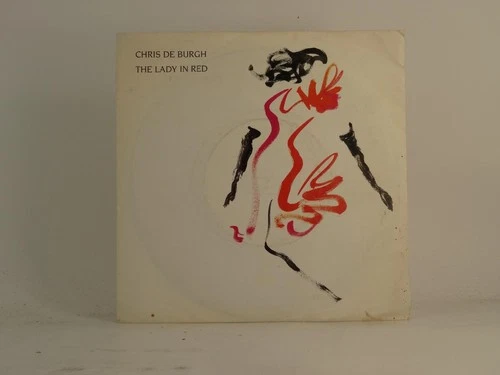 CHRIS DE BURGH
THE LADY IN RED